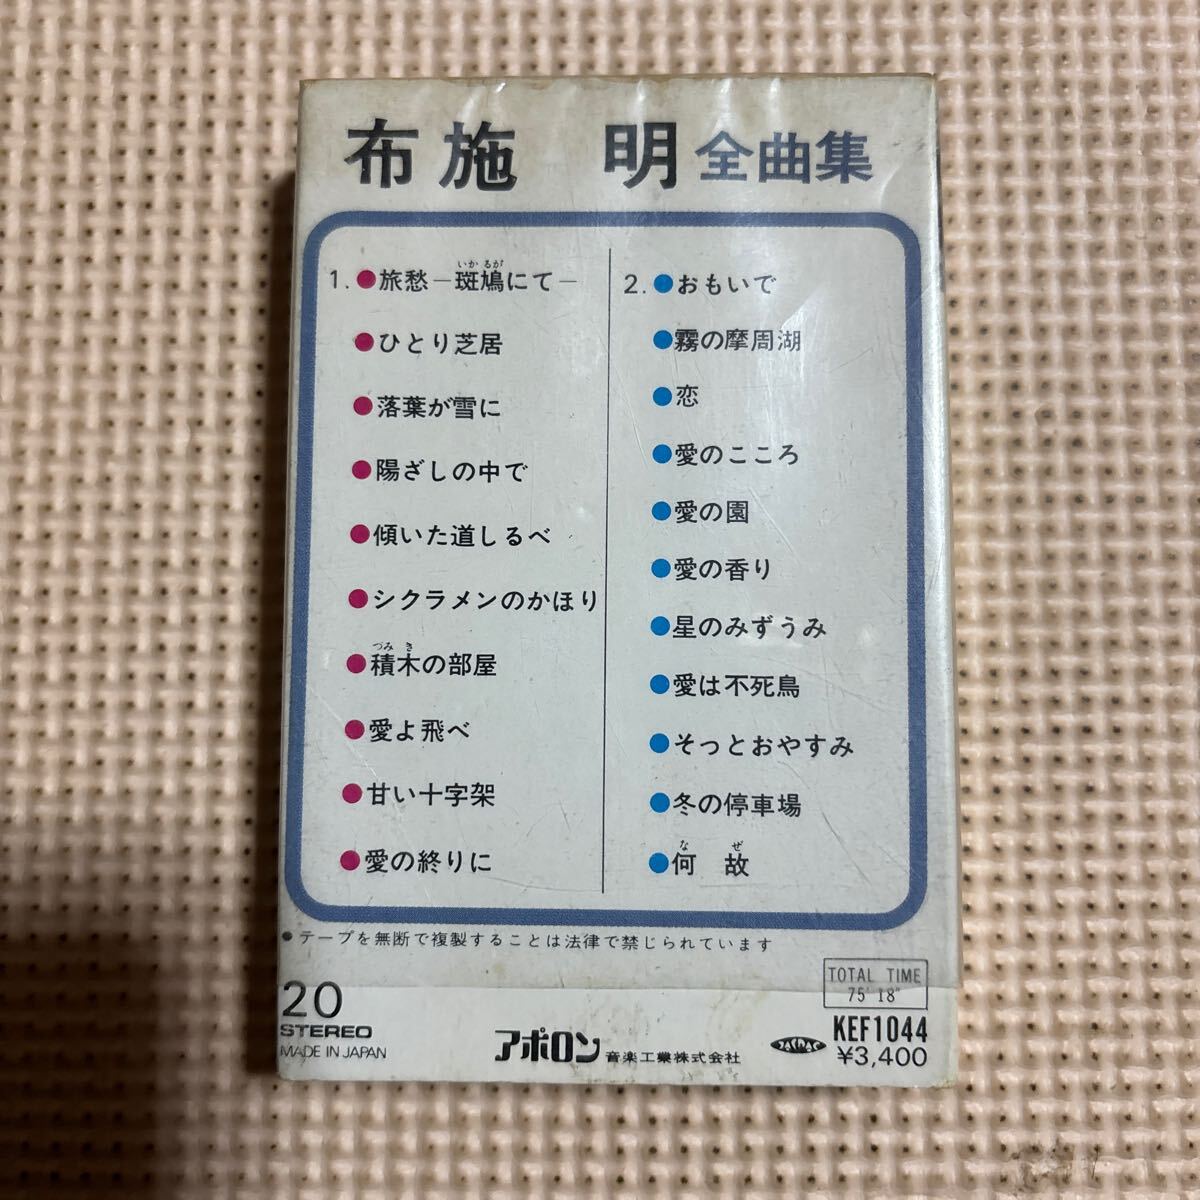 布施 明 全曲集
1.●旅愁―斑鳩にて―
いかるが
●ひとり芝居
●落葉が雪に
●陽ざしの中で
●傾いた道しるべ
●シクラメンのかほり
つみき
●積木の部屋
●愛よ飛べ
●甘い十字架
●愛の終りに
2.●おもいで
●霧の摩周湖
●恋
●愛のこころ
●愛の園
●愛の香り
●星のみずうみ
●愛は不死鳥
●そっとおやすみ
●冬の停車場
なぜ
●何故
●テープを無断で複製することは法律で禁じられています
20
STEREO
MADE IN JAPAN
アポロン音楽工業株式会社
JASRAC
TOTAL TIME
75' 18"
KEF1044
¥3,400